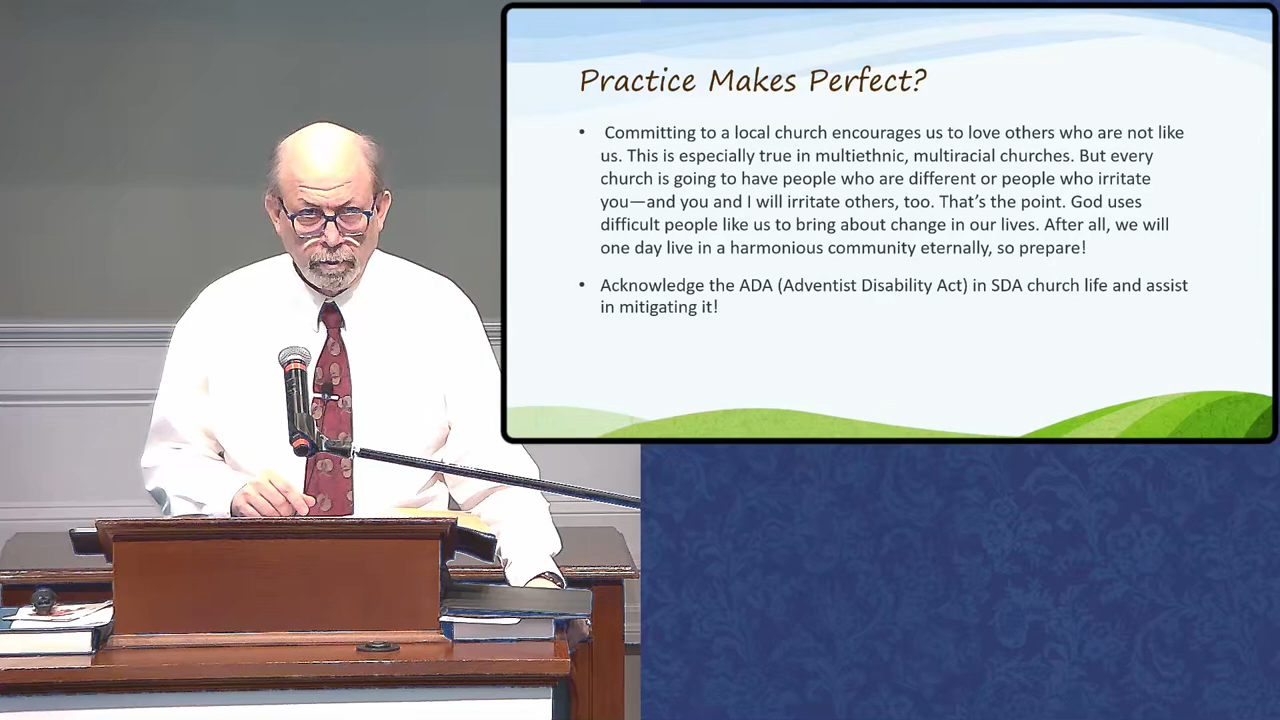 Practice Makes Perfect?
• Committing to a local church encourages us to love others who are not like
us. This is especially true in multiethnic, multiracial churches. But every
church is going to have people who are different or people who irritate
you—and you and I will irritate others, too. That’s the point. God uses
difficult people like us to bring about change in our lives. After all, we will
one day live in a harmonious community eternally, so prepare!
• Acknowledge the ADA (Adventist Disability Act) in SDA church life and assist
in mitigating it!